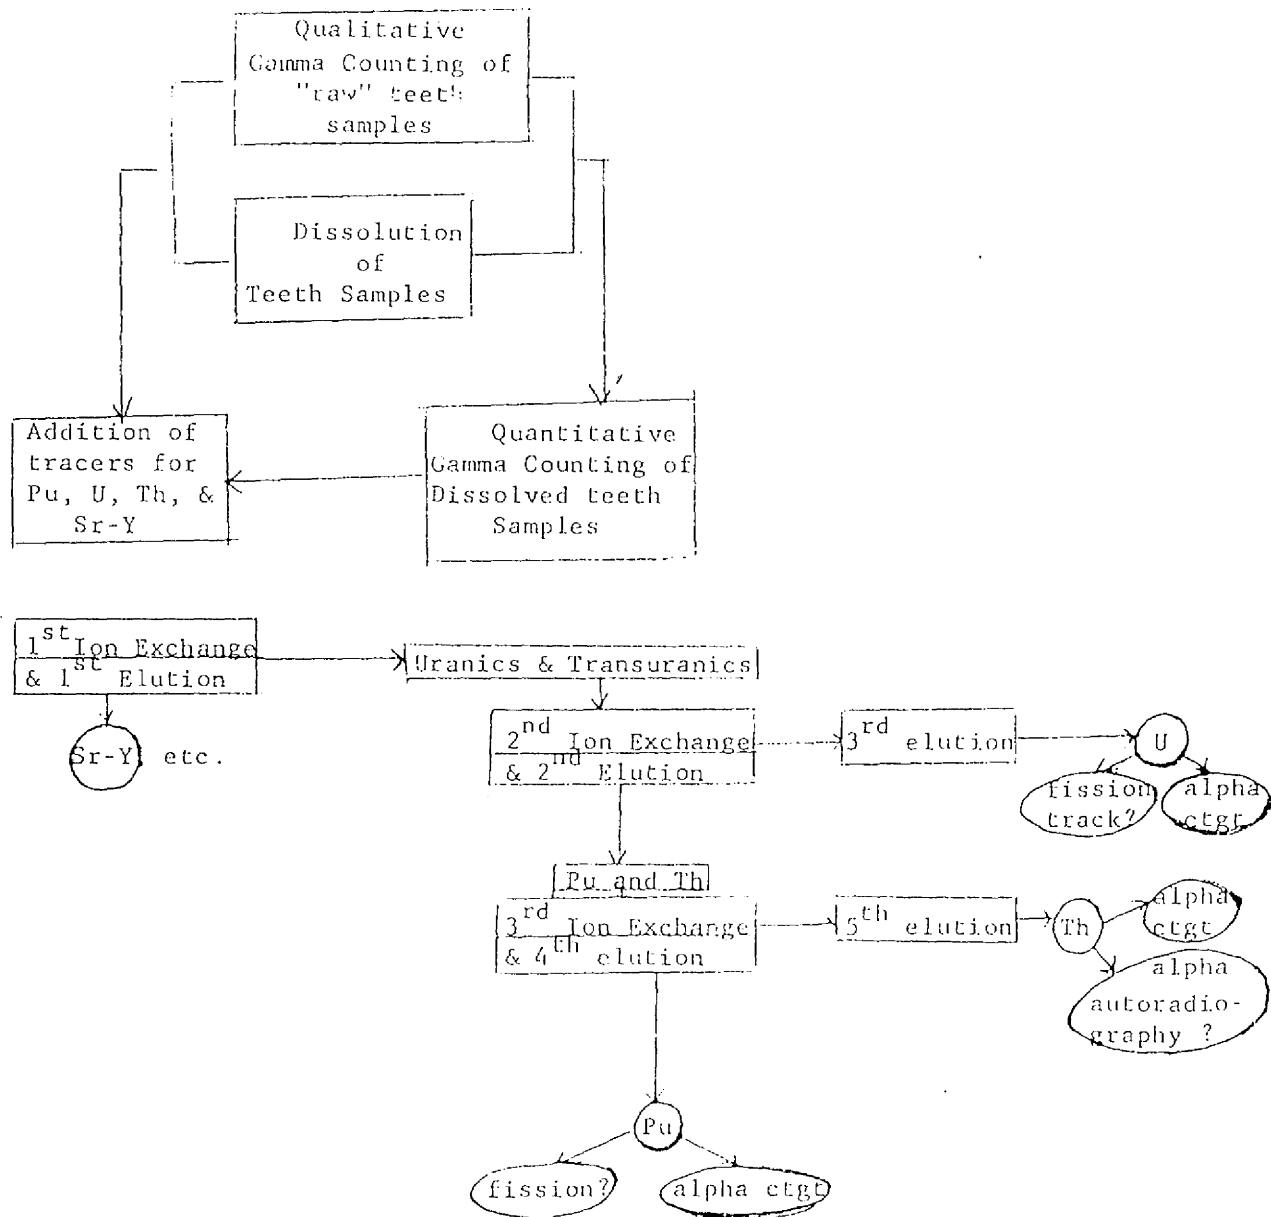 Qualitative
Gamma Counting of
"raw" teeth
samples
Dissolution
of
Teeth Samples
Addition of
tracers for
Pu, U, Th, &
Sr-Y
Quantitative
Gamma Counting of
Dissolved teeth
Samples
1st Ion Exchange
& 1st Elution
Uranics & Transuranics
Sr-Y etc.
2nd Ion Exchange
& 2nd Elution
3rd elution
U
fission
track?
alpha
ctgt
Pu and Th
3rd Ion Exchange
& 4th elution
5th elution
Th
alpha
ctgt
alpha
autoradio-
graphy ?
Pu
fission?
alpha ctgt